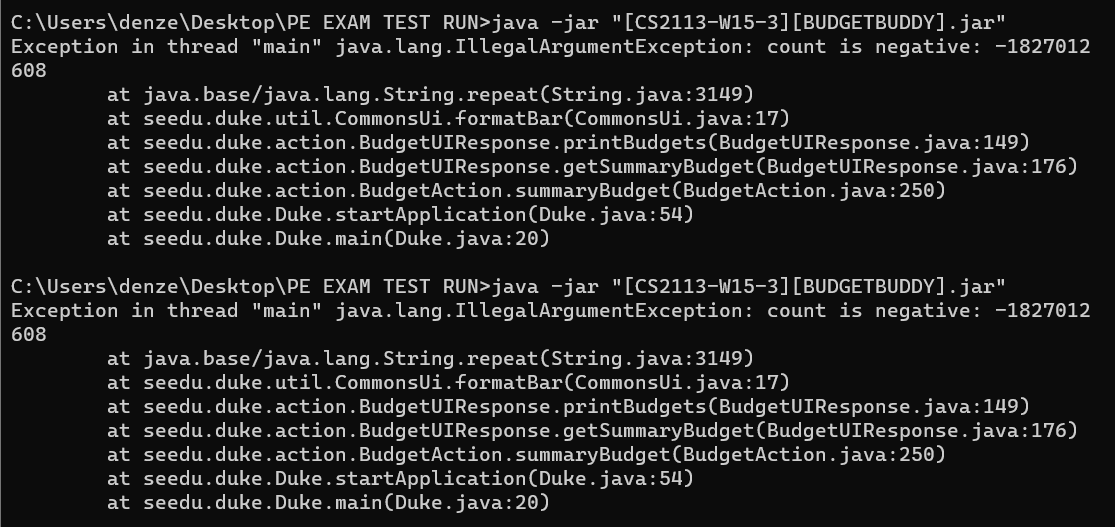 C:\Users\denze\Desktop\PE EXAM TEST RUN>java -jar "[CS2113-W15-3][BUDGETBUDDY].jar"
Exception in thread "main" java.lang.IllegalArgumentException: count is negative: -1827012
608
        at java.base/java.lang.String.repeat(String.java:3149)
        at seedu.duke.util.CommonsUi.formatBar(CommonsUi.java:17)
        at seedu.duke.action.BudgetUIResponse.printBudgets(BudgetUIResponse.java:149)
        at seedu.duke.action.BudgetUIResponse.getSummaryBudget(BudgetUIResponse.java:176)
        at seedu.duke.action.BudgetAction.summaryBudget(BudgetAction.java:250)
        at seedu.duke.Duke.startApplication(Duke.java:54)
        at seedu.duke.Duke.main(Duke.java:20)

C:\Users\denze\Desktop\PE EXAM TEST RUN>java -jar "[CS2113-W15-3][BUDGETBUDDY].jar"
Exception in thread "main" java.lang.IllegalArgumentException: count is negative: -1827012
608
        at java.base/java.lang.String.repeat(String.java:3149)
        at seedu.duke.util.CommonsUi.formatBar(CommonsUi.java:17)
        at seedu.duke.action.BudgetUIResponse.printBudgets(BudgetUIResponse.java:149)
        at seedu.duke.action.BudgetUIResponse.getSummaryBudget(BudgetUIResponse.java:176)
        at seedu.duke.action.BudgetAction.summaryBudget(BudgetAction.java:250)
        at seedu.duke.Duke.startApplication(Duke.java:54)
        at seedu.duke.Duke.main(Duke.java:20)